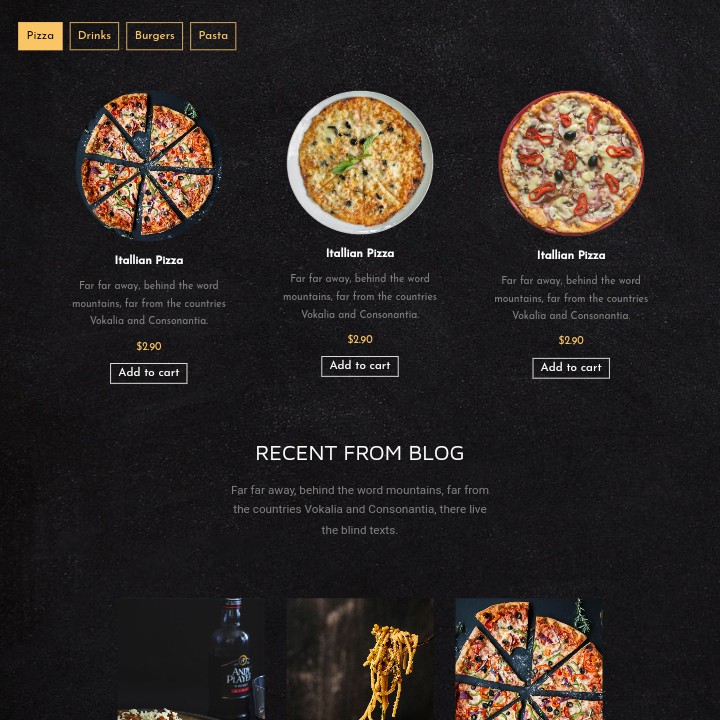 Pizza
Drinks
Burgers
Pasta
Itallian Pizza
Far far away, behind the word
mountains, far from the countries
Vokalia and Consonantia.
$2.90
Add to cart
Itallian Pizza
Far far away, behind the word
mountains, far from the countries
Vokalia and Consonantia.
$2.90
Add to cart
Itallian Pizza
Far far away, behind the word
mountains, far from the countries
Vokalia and Consonantia.
$2.90
Add to cart
RECENT FROM BLOG
Far far away, behind the word mountains, far from
the countries Vokalia and Consonantia, there live
the blind texts.